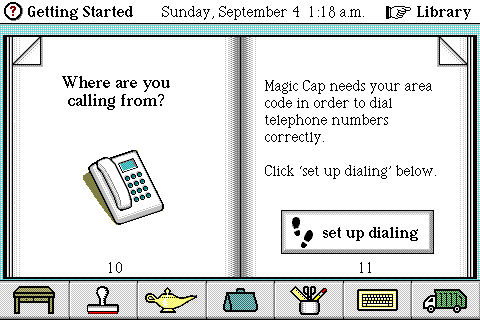 Getting Started
Sunday, September 4 1:18 a.m.
Library
Where are you
calling from?
10
Magic Cap needs your area
code in order to dial
telephone numbers
correctly.
Click ‘set up dialing’ below.
set up dialing
11